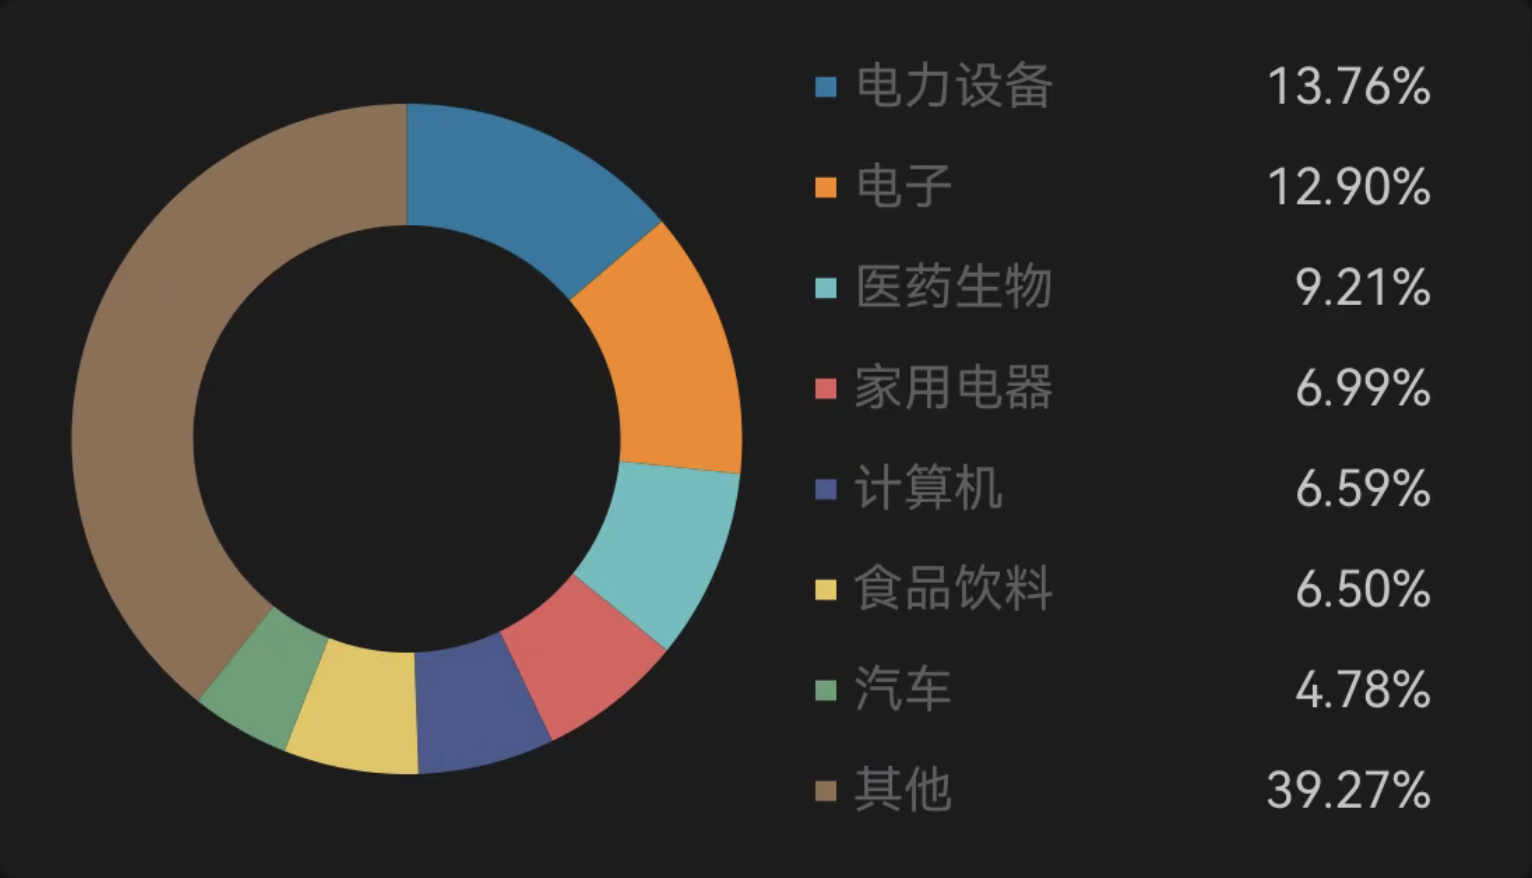 电力设备 13.76%
电子 12.90%
医药生物 9.21%
家用电器 6.99%
计算机 6.59%
食品饮料 6.50%
汽车 4.78%
其他 39.27%